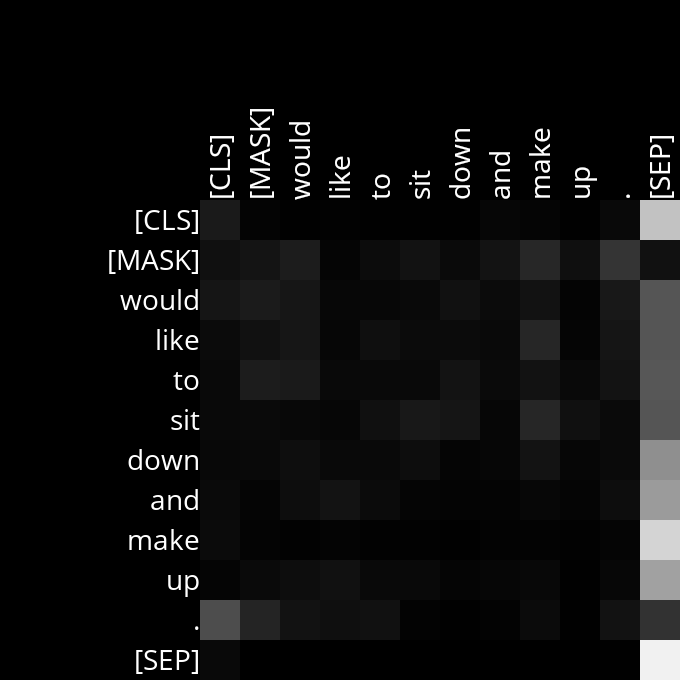 [CLS] [MASK] would like to sit down and make up . [SEP]
[CLS]
[MASK]
would
like
to
sit
down
and
make
up
.
[SEP]